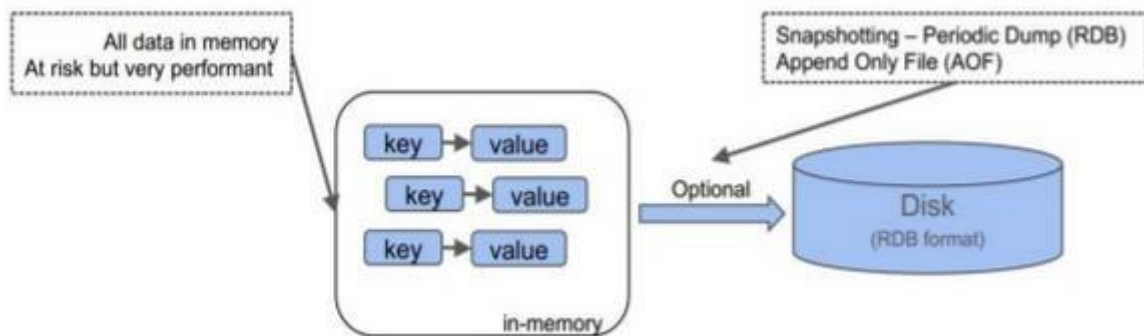 All data in memory
At risk but very performant
Snapshotting – Periodic Dump (RDB)
Append Only File (AOF)
key
value
key
value
key
value
in-memory
Optional
Disk
(RDB format)